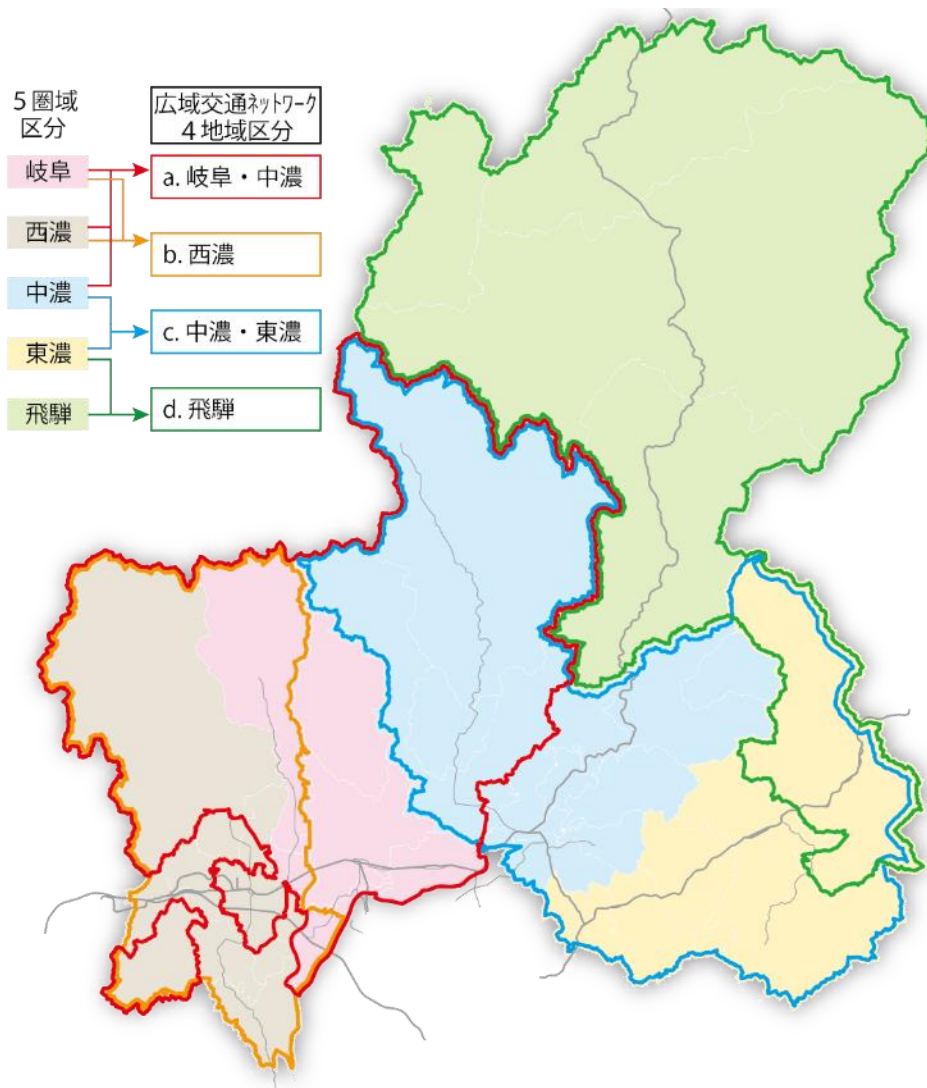 5圏域
区分
広域交通ネットワーク
4地域区分
岐阜
a. 岐阜・中濃
西濃
b. 西濃
中濃
c. 中濃・東濃
東濃
飛騨
d. 飛騨